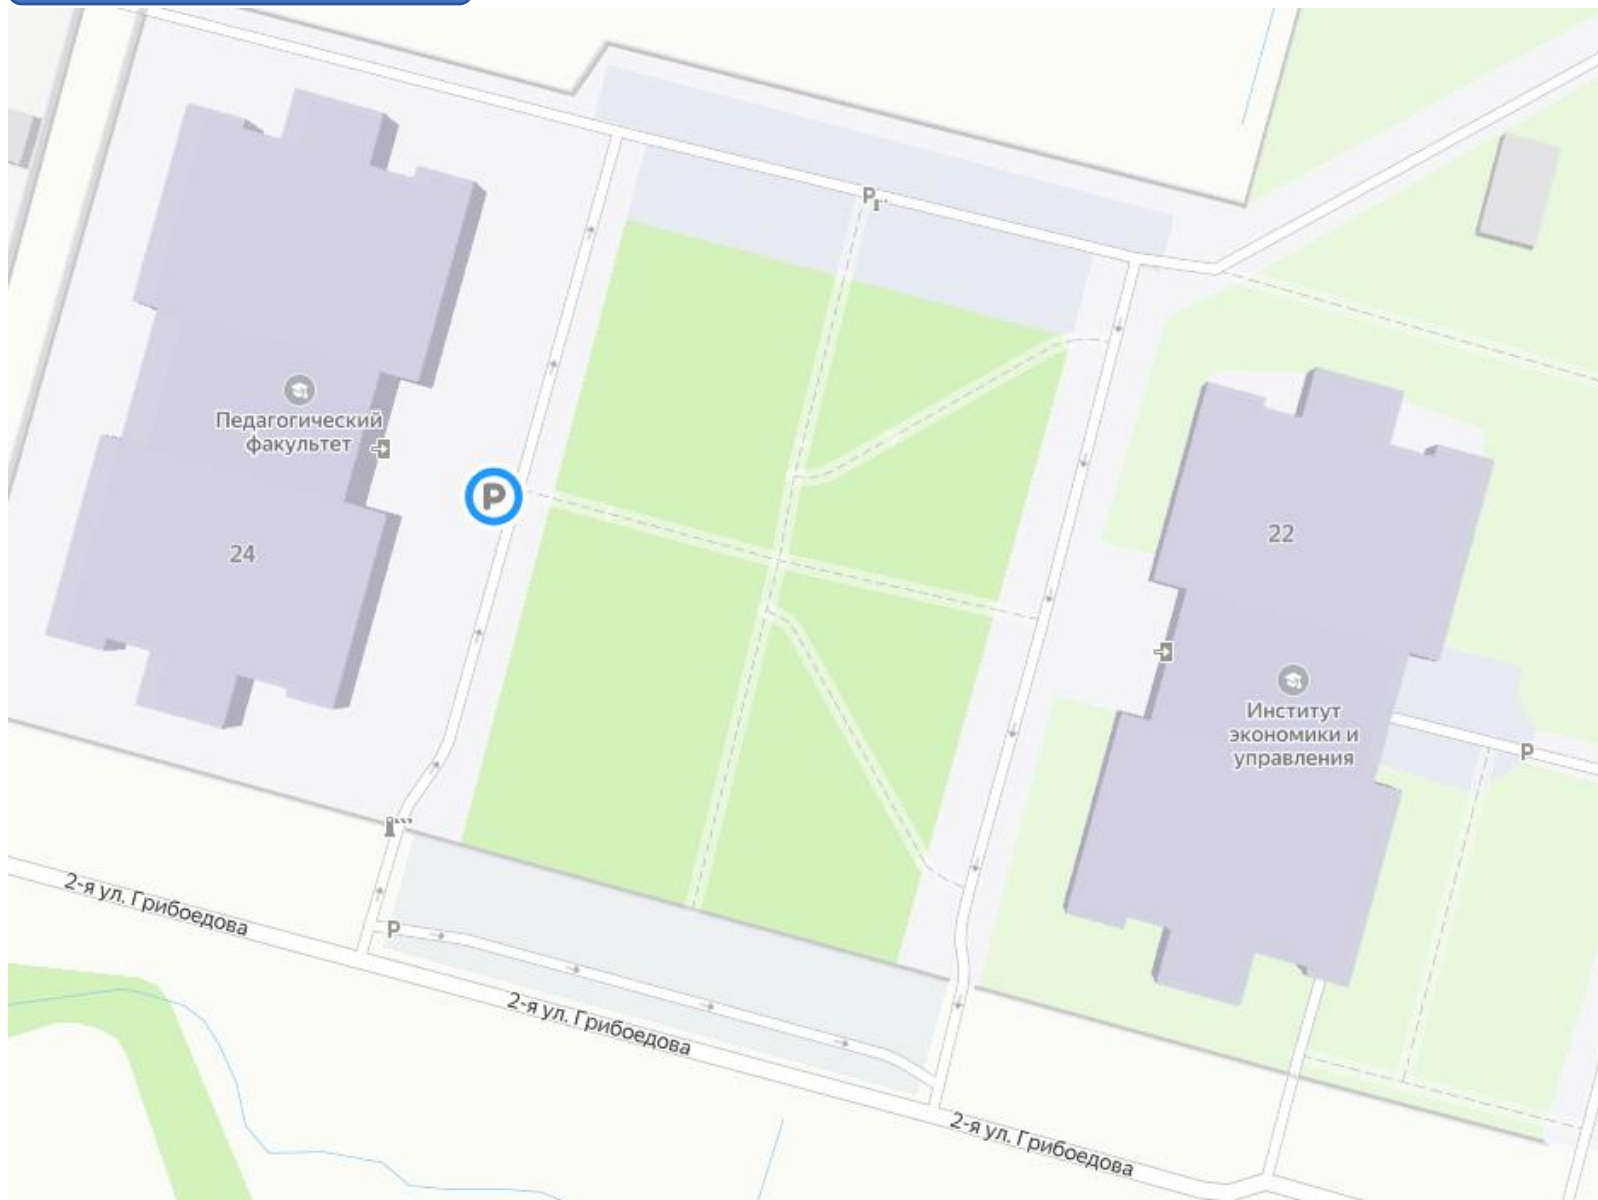 P
Педагогический
факультет
P
24
22
Институт
экономики и
управления
P
2-я ул. Грибоедова
P
2-я ул. Грибоедова
2-я ул. Грибоедова